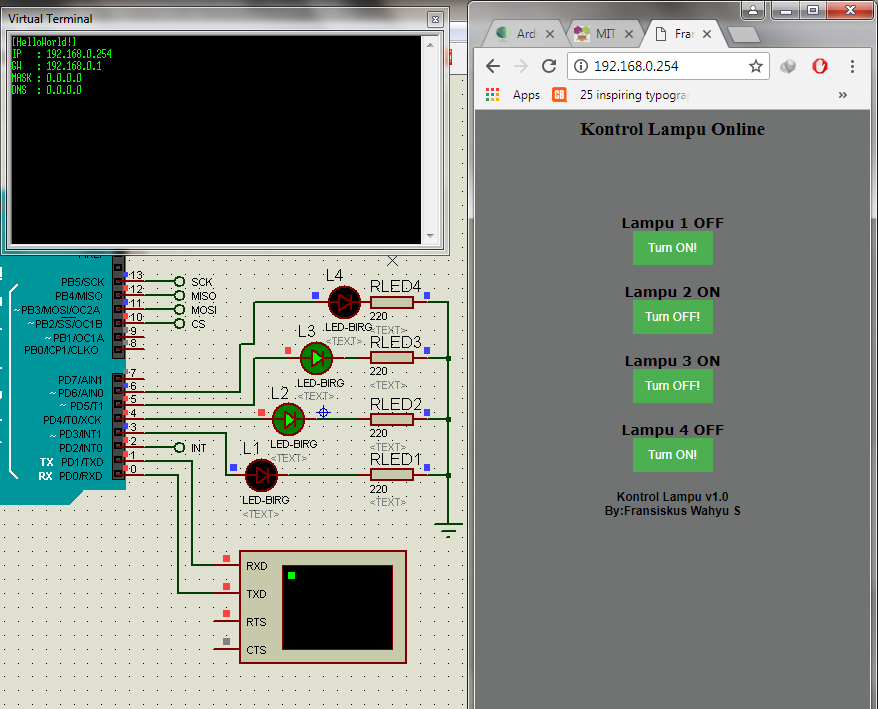 Virtual Terminal
[HelloWorld!]
IP : 192.168.0.254
GW : 192.168.0.1
MASK : 0.0.0.0
DNS : 0.0.0.0
13
PB5/SCK
SCK
12
PB4/MISO
MISO
11
~PB3/MOSI/OC2A
MOSI
10
~PB2/SS/OC1B
CS
9
~PB1/OC1A
8
PB0/ICP1/CLKO
7
PD7/AIN1
6
~PD6/AIN0
5
~PD5/T1
4
PD4/T0/XCK
3
~PD3/INT1
2
PD2/INT0
INT
1
TX PD1/TXD
0
RX PD0/RXD
L4
RLED4
220
LED-BIRG
<TEXT>
<TEXT>
L3
RLED3
220
LED-BIRG
<TEXT>
<TEXT>
L2
RLED2
220
LED-BIRG
<TEXT>
<TEXT>
L1
RLED1
220
LED-BIRG
<TEXT>
<TEXT>
RXD
TXD
RTS
CTS
Ard
MIT
Fra
192.168.0.254
Apps
CB
25 inspiring typogra
»
Kontrol Lampu Online
Lampu 1 OFF
Turn ON!
Lampu 2 ON
Turn OFF!
Lampu 3 ON
Turn OFF!
Lampu 4 OFF
Turn ON!
Kontrol Lampu v1.0
By:Fransiskus Wahyu S